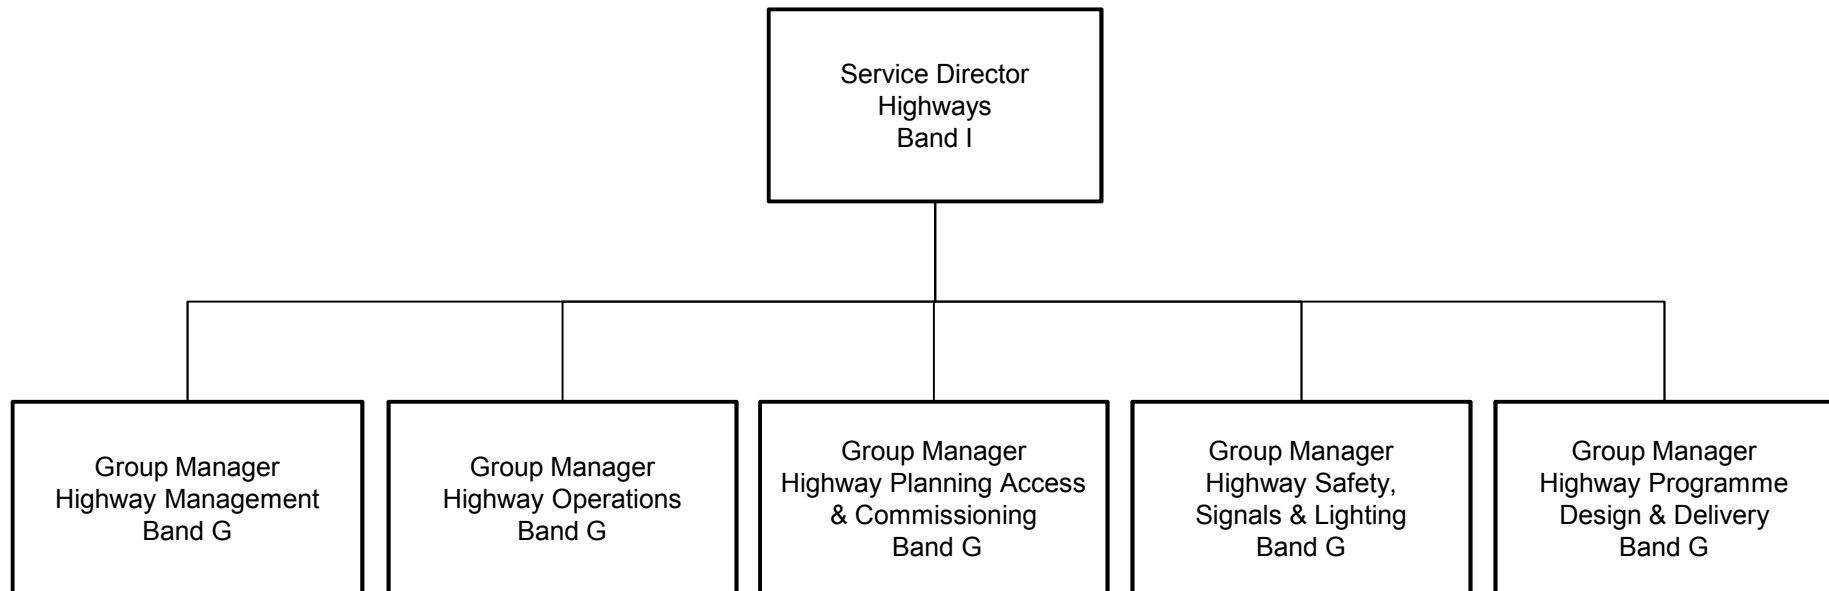 Service Director
Highways
Band I
Group Manager
Highway Management
Band G
Group Manager
Highway Operations
Band G
Group Manager
Highway Planning Access
& Commissioning
Band G
Group Manager
Highway Safety,
Signals & Lighting
Band G
Group Manager
Highway Programme
Design & Delivery
Band G